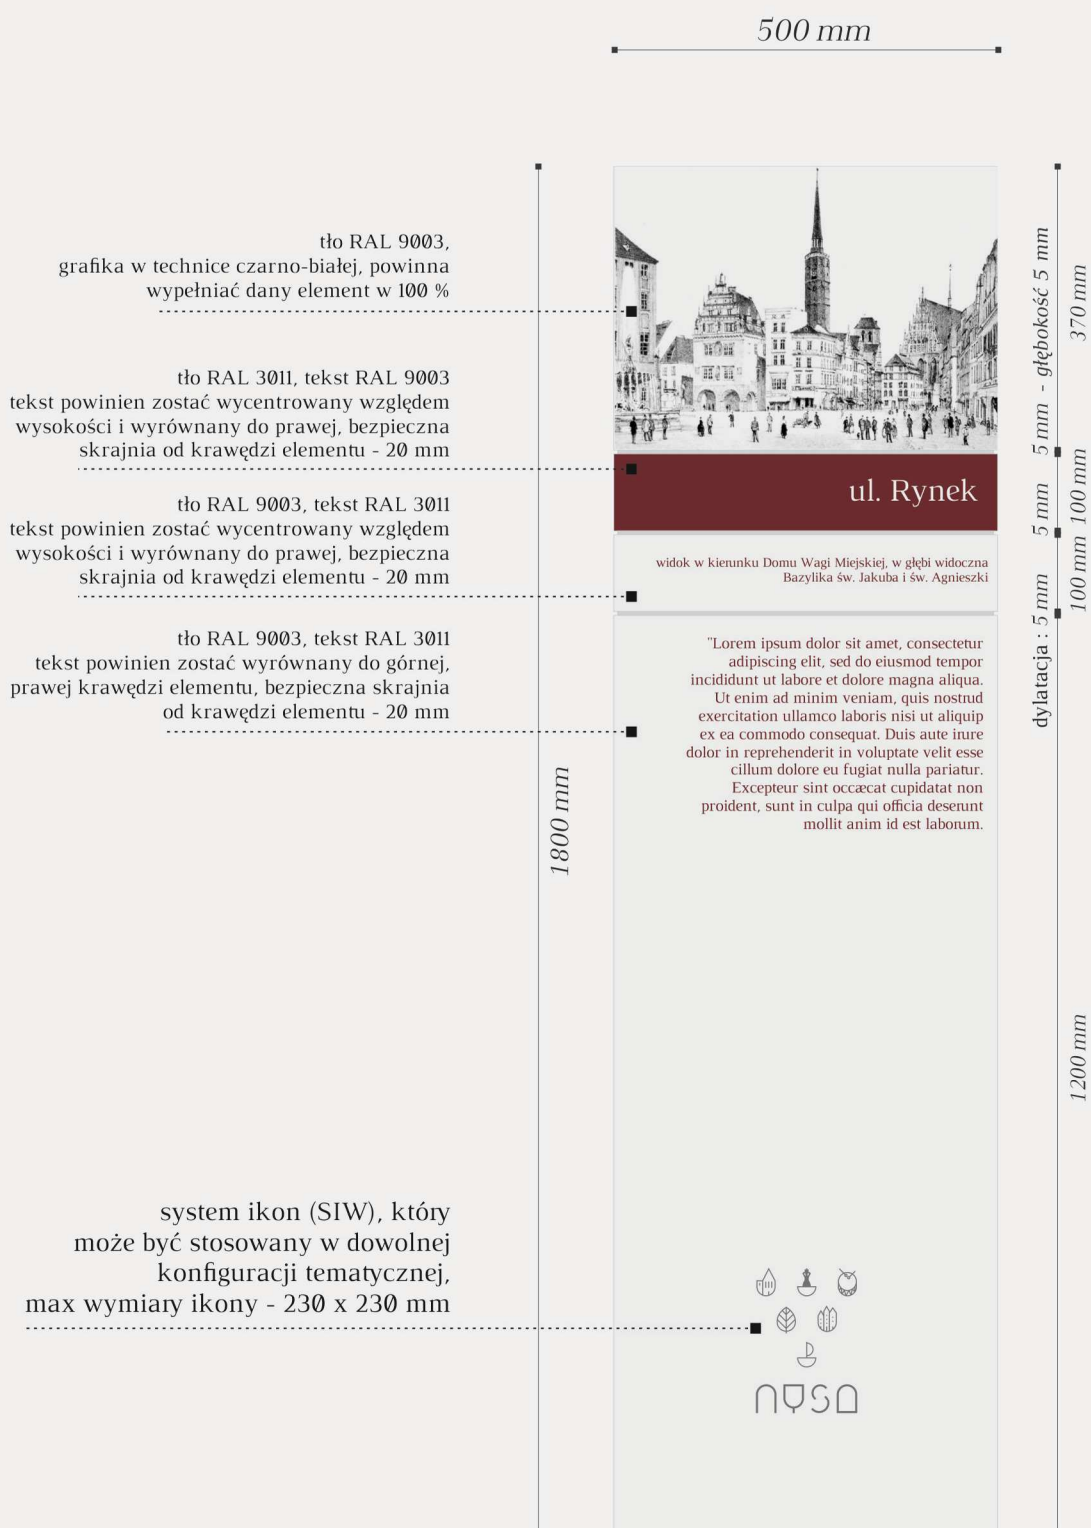 500 mm
tło RAL 9003,
grafika w technice czarno-białej, powinna
wypełniać dany element w 100 %
tło RAL 3011, tekst RAL 9003
tekst powinien zostać wycentrowany względem
wysokości i wyrównany do prawej, bezpieczna
skrajnia od krawędzi elementu - 20 mm
tło RAL 9003, tekst RAL 3011
tekst powinien zostać wycentrowany względem
wysokości i wyrównany do prawej, bezpieczna
skrajnia od krawędzi elementu - 20 mm
tło RAL 9003, tekst RAL 3011
tekst powinien zostać wyrównany do górnej,
prawej krawędzi elementu, bezpieczna skrajnia
od krawędzi elementu - 20 mm
system ikon (SIW), który
może być stosowany w dowolnej
konfiguracji tematycznej,
max wymiary ikony - 230 x 230 mm
1800 mm
ul. Rynek
widok w kierunku Domu Wagi Miejskiej, w głębi widoczna
Bazylika św. Jakuba i św. Agnieszki
"Lorem ipsum dolor sit amet, consectetur
adipiscing elit, sed do eiusmod tempor
incididunt ut labore et dolore magna aliqua.
Ut enim ad minim veniam, quis nostrud
exercitation ullamco laboris nisi ut aliquip
ex ea commodo consequat. Duis aute irure
dolor in reprehenderit in voluptate velit esse
cillum dolore eu fugiat nulla pariatur.
Excepteur sint occæcat cupidatat non
proident, sunt in culpa qui officia deserunt
mollit anim id est laborum.
NYSA
dylatacja : 5 mm 5 mm 5 mm - głębokość 5 mm
370 mm
100 mm
100 mm
1200 mm